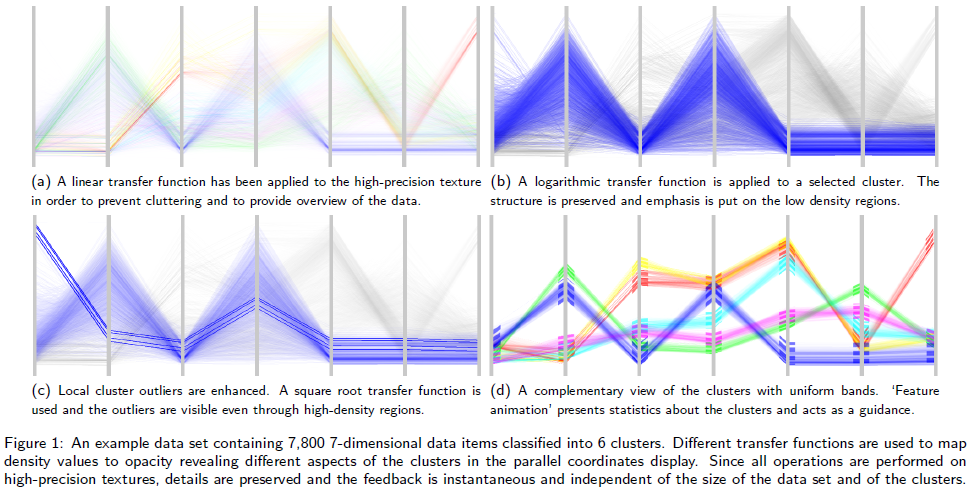 (a) A linear transfer function has been applied to the high-precision texture
in order to prevent cluttering and to provide overview of the data.
(b) A logarithmic transfer function is applied to a selected cluster. The
structure is preserved and emphasis is put on the low density regions.
(c) Local cluster outliers are enhanced. A square root transfer function is
used and the outliers are visible even through high-density regions.
(d) A complementary view of the clusters with uniform bands. 'Feature
animation' presents statistics about the clusters and acts as a guidance.
Figure 1: An example data set containing 7,800 7-dimensional data items classified into 6 clusters. Different transfer functions are used to map
density values to opacity revealing different aspects of the clusters in the parallel coordinates display. Since all operations are performed on
high-precision textures, details are preserved and the feedback is instantaneous and independent of the size of the data set and of the clusters.